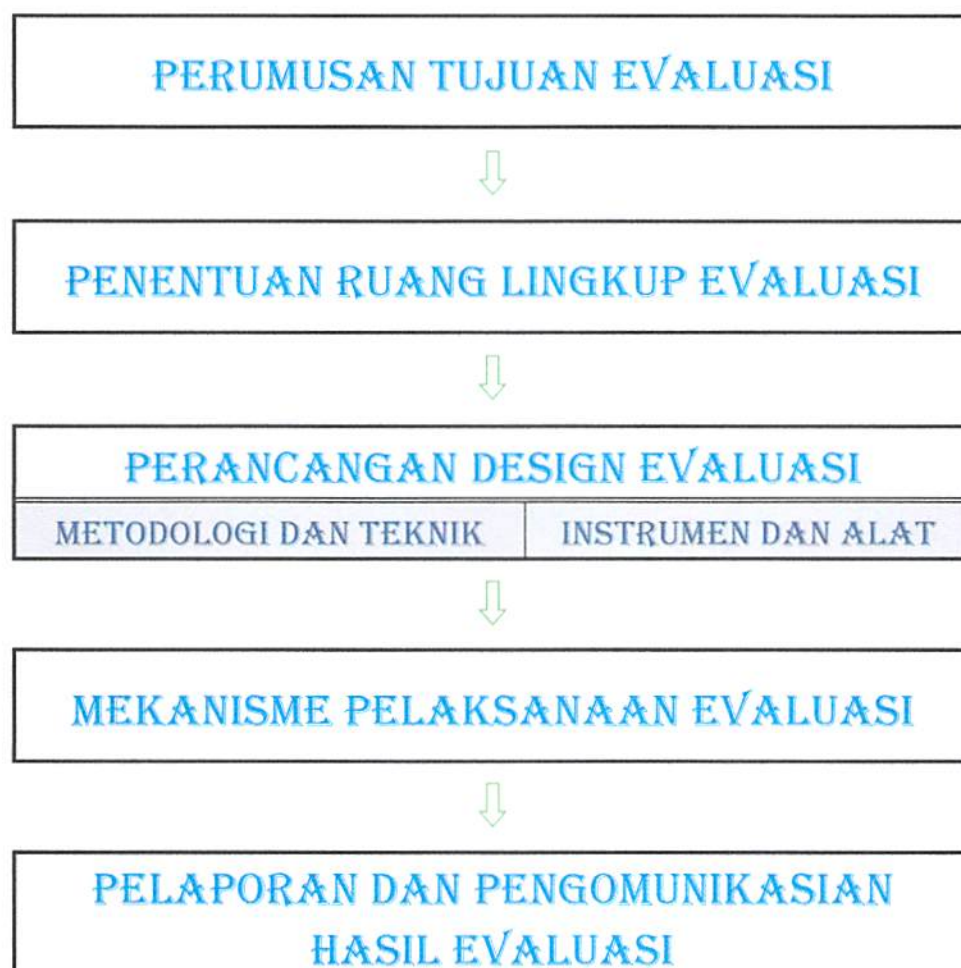 PERUMUSAN TUJUAN EVALUASI
PENENTUAN RUANG LINGKUP EVALUASI
PERANCANGAN DESIGN EVALUASI
METODOLOGI DAN TEKNIK
INSTRUMEN DAN ALAT
MEKANISME PELAKSANAAN EVALUASI
PELAPORAN DAN PENGOMUNIKASIAN
HASIL EVALUASI